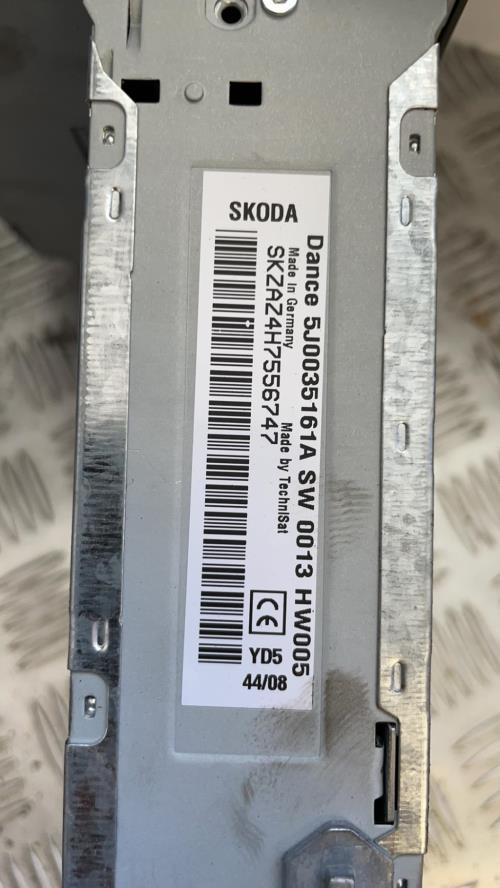 SKODA
Dance 5J0035161A SW 0013 HW005
Made In Germany
Made by TechniSat
SKZAZ4H7556747
CE
YD5
44/08